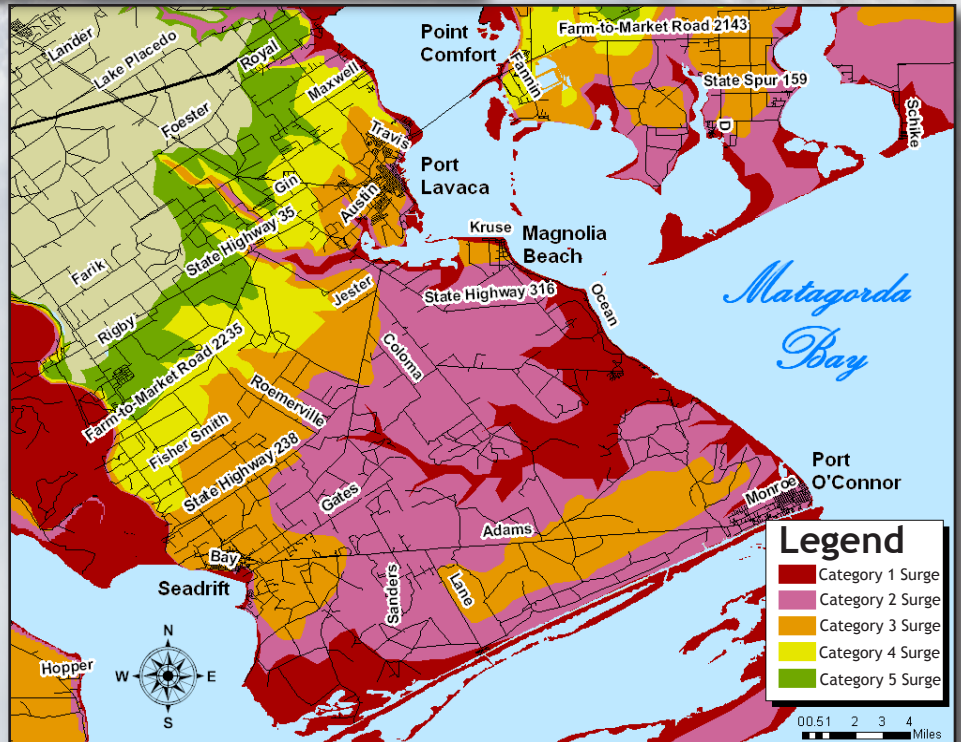 Lander
Lake Placedo
Royal
Foester
Maxwell
Point
Comfort
Fannin
Farm-to-Market Road 2143
State Spur 159
D
Schike
Travis
Port
Lavaca
Gin
Austin
State Highway 35
Kruse
Magnolia
Beach
Farik
Jester
State Highway 316
Ocean
Matagorda
Bay
Rigby
Farm-to-Market Road 2235
Coloma
Roemerville
Fisher Smith
State Highway 238
Gates
Port
O'Connor
Monroe
Adams
Bay
Seadrift
Sanders
Lane
Hopper
N
W
E
S
Legend
Category 1 Surge
Category 2 Surge
Category 3 Surge
Category 4 Surge
Category 5 Surge
0 0.5 1 2 3 4
Miles